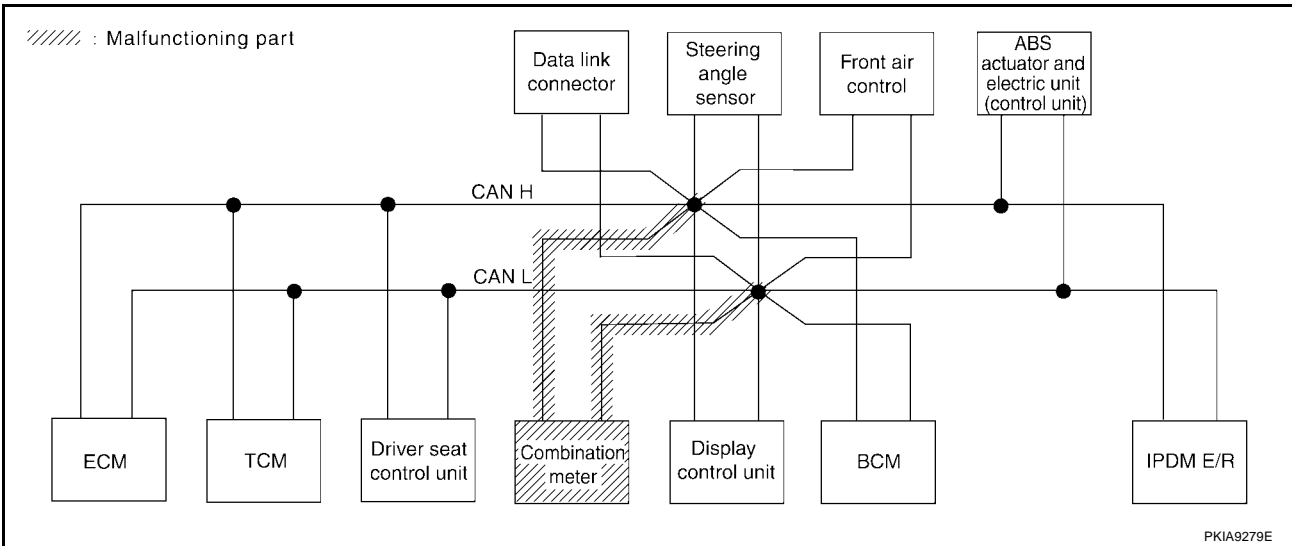 : Malfunctioning part
Data link
connector
Steering
angle
sensor
Front air
control
ABS
actuator and
electric unit
(control unit)
CAN H
CAN L
ECM
TCM
Driver seat
control unit
Combination
meter
Display
control unit
BCM
IPDM E/R
PKIA9279E